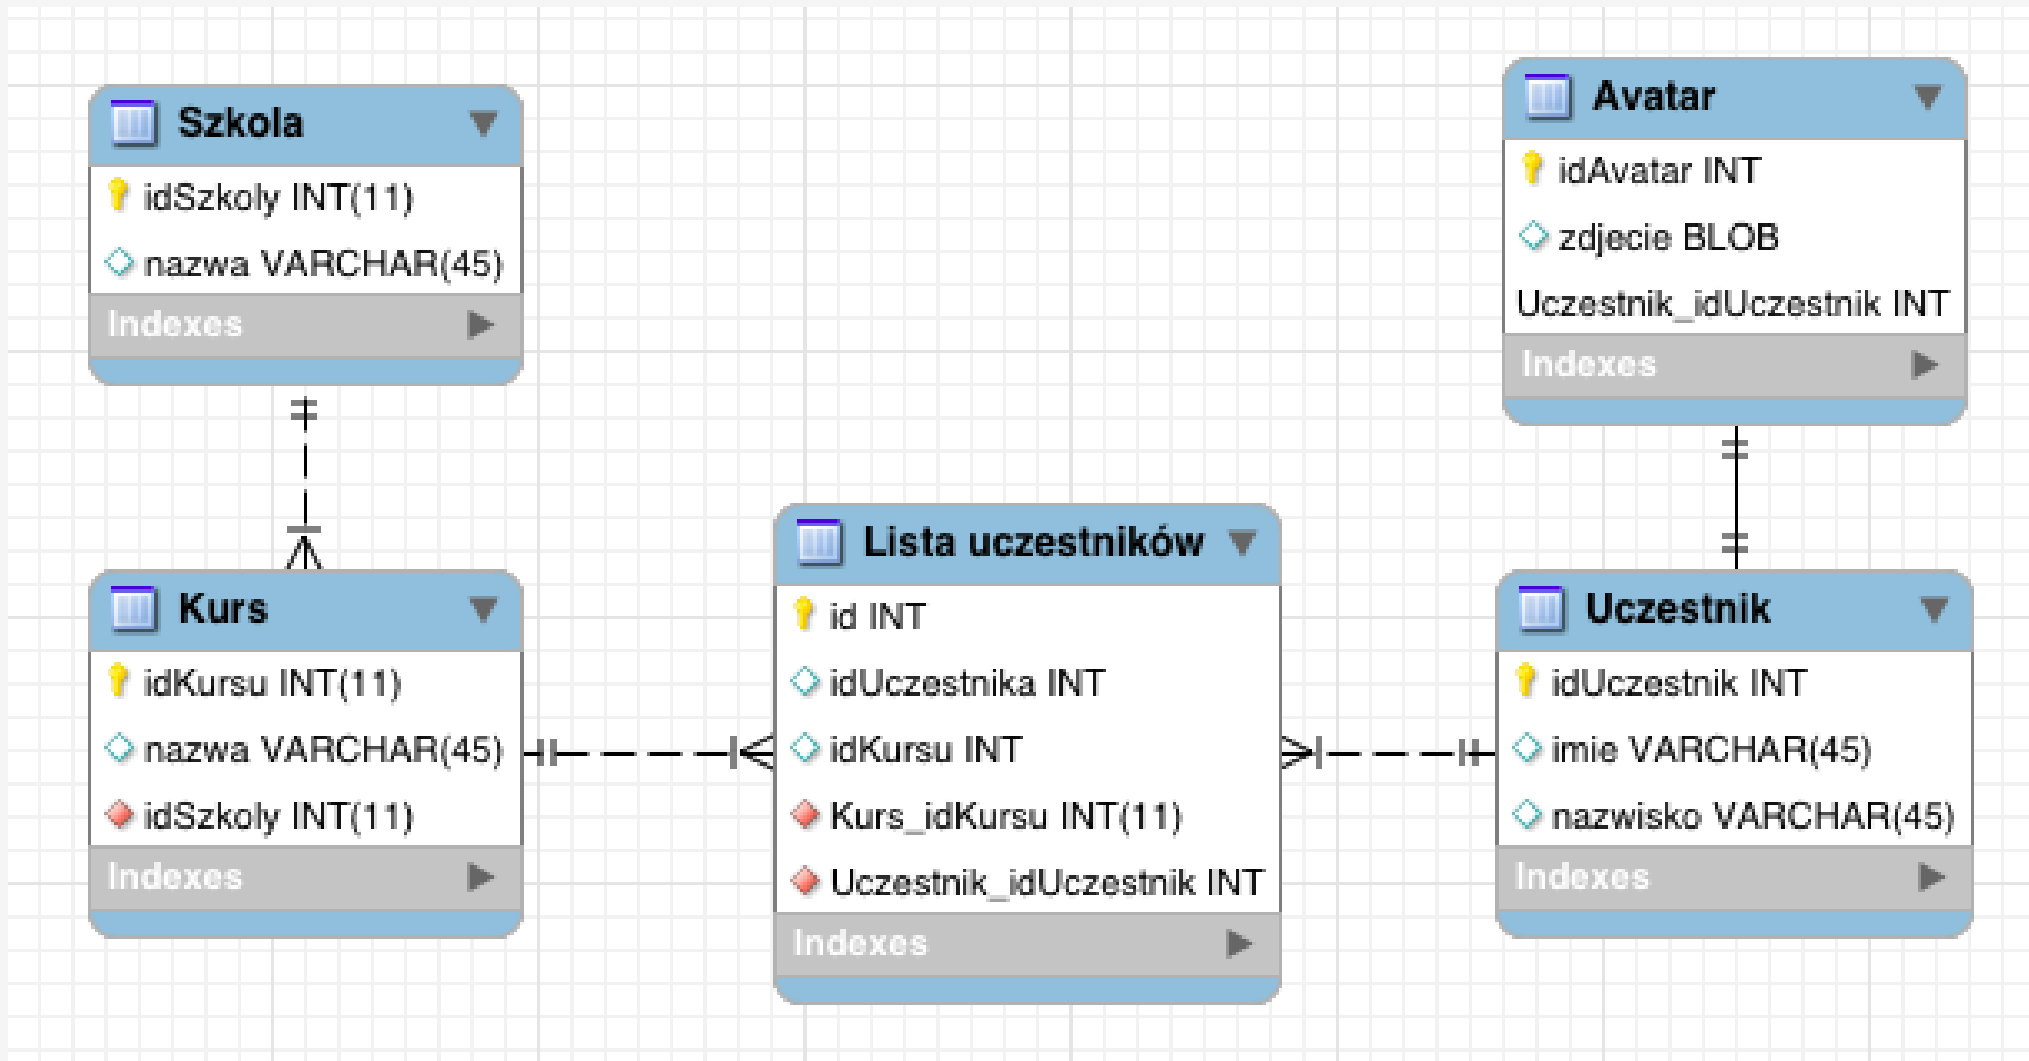 Szkola
idSzkoly INT(11)
nazwa VARCHAR(45)
Indexes
Avatar
idAvatar INT
zdjecie BLOB
Uczestnik_idUczestnik INT
Indexes
Kurs
idKursu INT(11)
nazwa VARCHAR(45)
idSzkoly INT(11)
Indexes
Lista uczestników
id INT
idUczestnika INT
idKursu INT
Kurs_idKursu INT(11)
Uczestnik_idUczestnik INT
Indexes
Uczestnik
idUczestnik INT
imie VARCHAR(45)
nazwisko VARCHAR(45)
Indexes